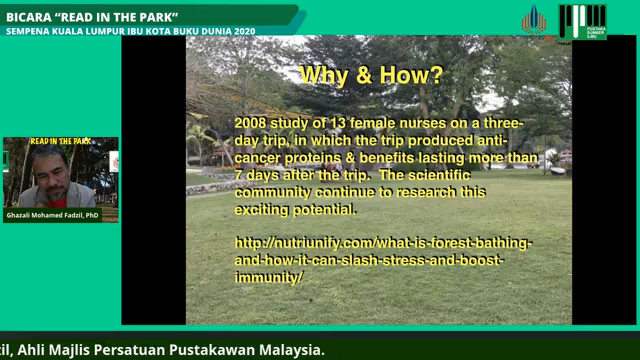 BICARA “READ IN THE PARK”
SEMPENA KUALA LUMPUR IBU KOTA BUKU DUNIA 2020
PUSTAKA
SUMBER
ILMU
Why & How?
2008 study of 13 female nurses on a three-
day trip, in which the trip produced anti-
cancer proteins & benefits lasting more than
7 days after the trip. The scientific
community continue to research this
exciting potential.
http://nutriunify.com/what-is-forest-bathing-
and-how-it-can-slash-stress-and-boost-
immunity/
READ IN THE PARK
Ghazali Mohamed Fadzil, PhD
il, Ahli Majlis Persatuan Pustakawan Malaysia.